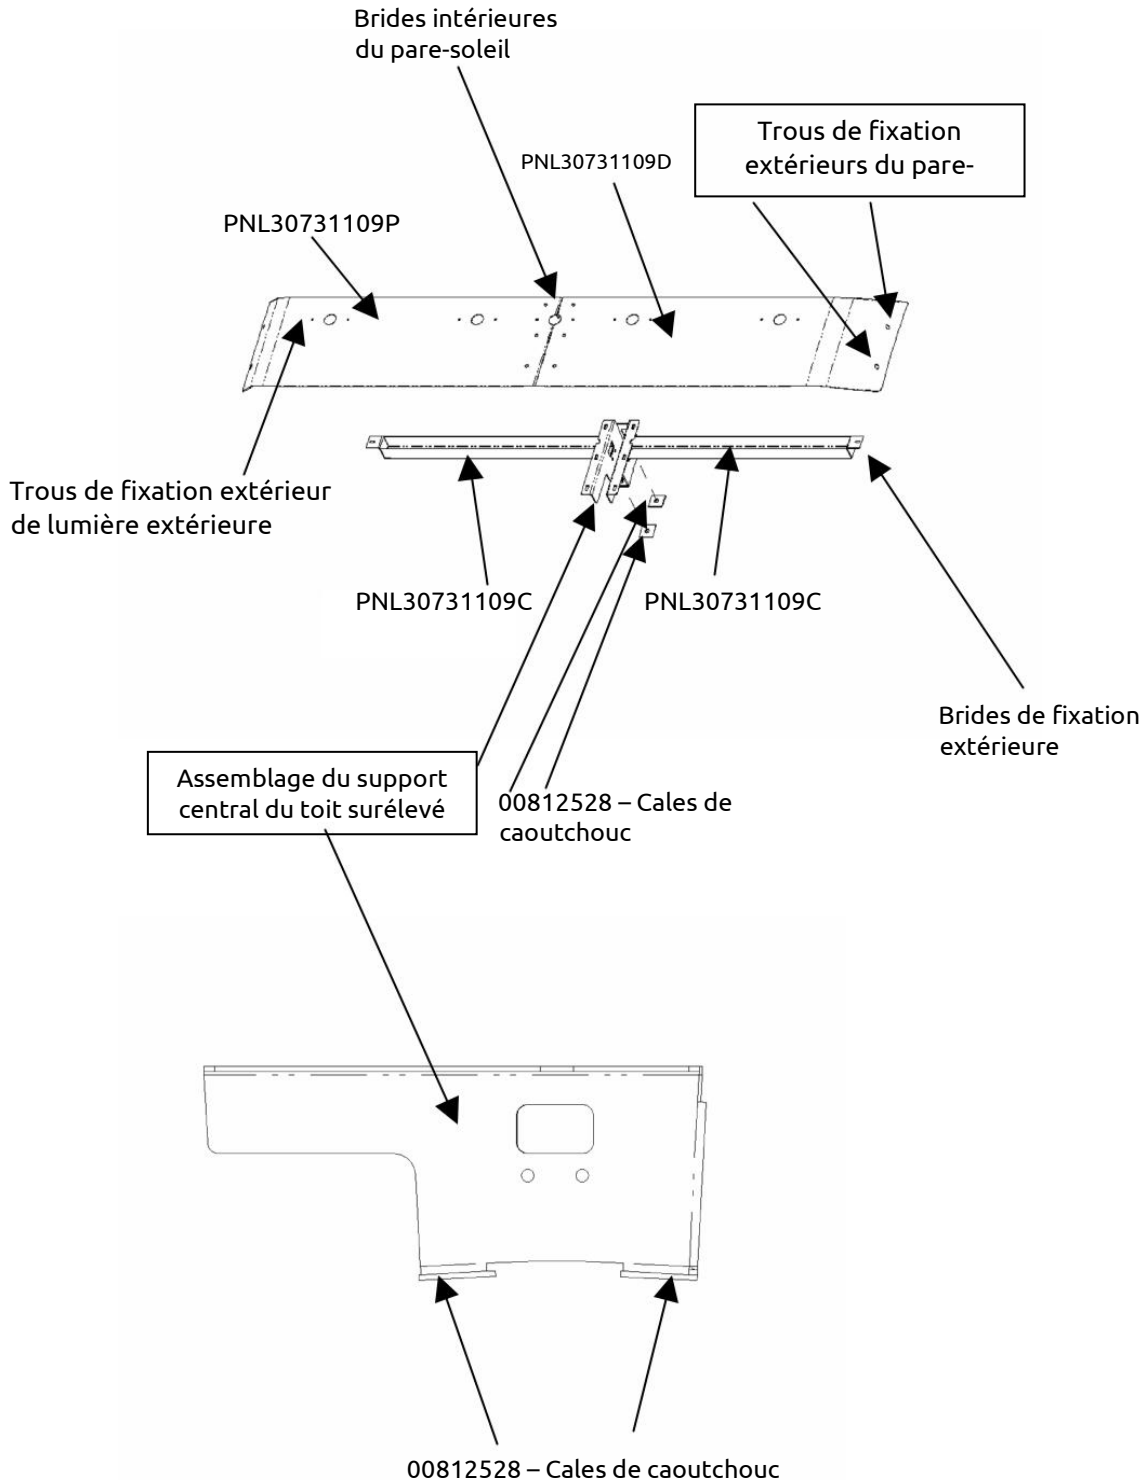 Brides intérieures
du pare-soleil
Trous de fixation
extérieurs du pare-
PNL30731109D
PNL30731109P
Trous de fixation extérieur
de lumière extérieure
PNL30731109C
PNL30731109C
Brides de fixation
extérieure
Assemblage du support
central du toit surélevé
00812528 – Cales de
caoutchouc
00812528 – Cales de caoutchouc